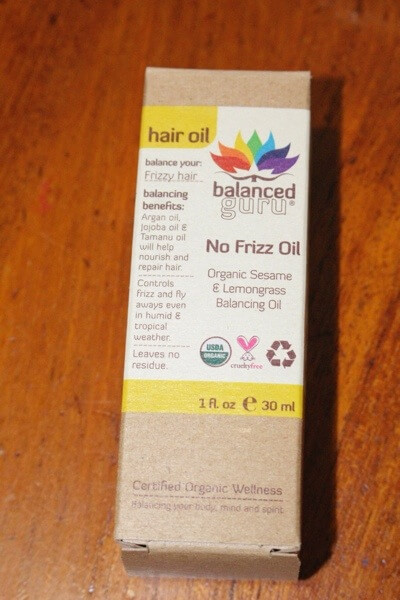 hair oil
balance your:
Frizzy hair
balancing
benefits:
Argan oil,
jojoba oil &
Tamanu oil
will help
nourish and
repair hair.
Controls
frizz and fly
aways even
in humid &
tropical
weather.
Leaves no
residue.
balanced
guru®
No Frizz Oil
Organic Sesame
& Lemongrass
Balancing Oil
USDA
ORGANIC
crueltyfree
1 fl. oz ℮ 30 ml
Certified Organic Wellness
Balancing your body, mind and spirit